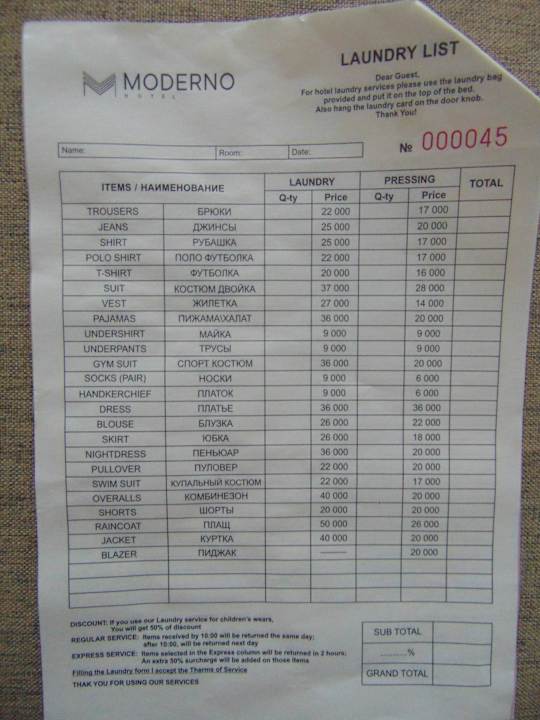 MODERNO
HOTEL
LAUNDRY LIST
Dear Guest,
For hotel laundry services please use the laundry bag
provided and put it on the top of the bed.
Also hang the laundry card on the door knob.
Thank You!
№ 000045
Name: Room: Date:
ITEMS / НАИМЕНОВАНИЕ LAUNDRY PRESSING TOTAL
Q-ty Price Q-ty Price
TROUSERS БРЮКИ 22 000 17 000
JEANS ДЖИНСЫ 25 000 20 000
SHIRT РУБАШКА 25 000 17 000
POLO SHIRT ПОЛО ФУТБОЛКА 22 000 17 000
T-SHIRT ФУТБОЛКА 20 000 16 000
SUIT КОСТЮМ ДВОЙКА 37 000 28 000
VEST ЖИЛЕТКА 27 000 14 000
PAJAMAS ПИЖАМА\ХАЛАТ 36 000 20 000
UNDERSHIRT МАЙКА 9 000 9 000
UNDERPANTS ТРУСЫ 9 000 9 000
GYM SUIT СПОРТ КОСТЮМ 36 000 20 000
SOCKS (PAIR) НОСКИ 9 000 6 000
HANDKERCHIEF ПЛАТОК 9 000 6 000
DRESS ПЛАТЬЕ 36 000 36 000
BLOUSE БЛУЗКА 26 000 22 000
SKIRT ЮБКА 26 000 18 000
NIGHTDRESS ПЕНЬЮАР 36 000 20 000
PULLOVER ПУЛОВЕР 22 000 20 000
SWIM SUIT КУПАЛЬНЫЙ КОСТЮМ 22 000 17 000
OVERALLS КОМБИНЕЗОН 40 000 20 000
SHORTS ШОРТЫ 20 000 20 000
RAINCOAT ПЛАЩ 50 000 26 000
JACKET КУРТКА 40 000 20 000
BLAZER ПИДЖАК —— 20 000
DISCOUNT: If you use our Laundry service for children's wears,
You will get 50% of discount
REGULAR SERVICE: Items received by 10:00 will be returned the same day;
after 10:00, will be returned next day
EXPRESS SERVICE: Items selected in the Express column will be returned in 2 hours;
An extra 50% surcharge will be added on those items
Filling the Laundry form I accept the Tharms of Service
THAK YOU FOR USING OUR SERVICES
SUB TOTAL
............%
GRAND TOTAL